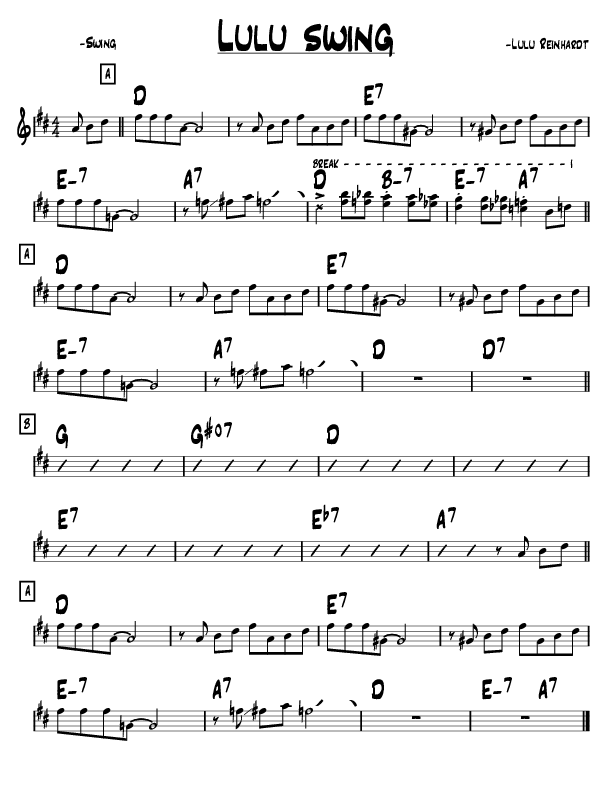 LULU SWING
-SWING
-LULU REINHARDT
A
D E7
BREAK
E-7 A7 D B-7 E-7 A7
A
D E7
E-7 A7 D D7
B
G G#o7 D
E7 Eb7 A7
A
D E7
E-7 A7 D E-7 A7